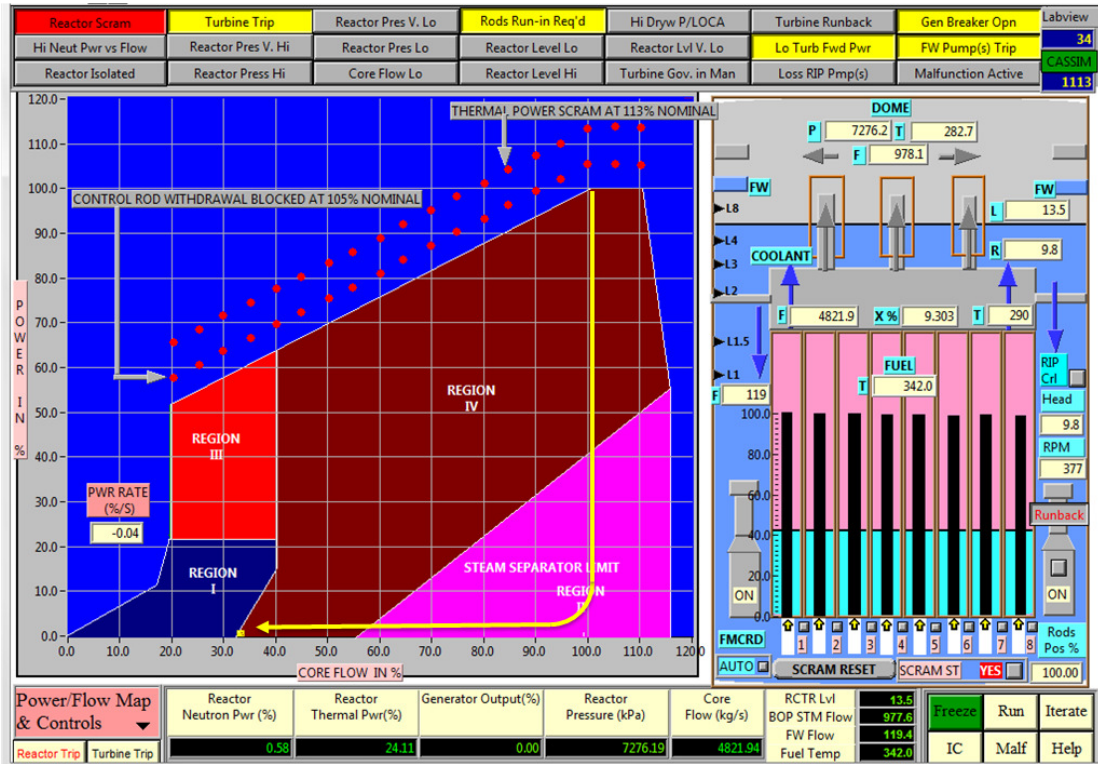 Reactor Scram Turbine Trip Reactor Pres V. Lo Rods Run-in Req'd Hi Dryw P/LOCA Turbine Runback Gen Breaker Opn Labview
34
Hi Neut Pwr vs Flow Reactor Pres V. Hi Reactor Pres Lo Reactor Level Lo Reactor Lvl V. Lo Lo Turb Fwd Pwr FW Pump(s) Trip CASSIM
Reactor Isolated Reactor Press Hi Core Flow Lo Reactor Level Hi Turbine Gov. in Man Loss RIP Pmp(s) Malfunction Active 1113
120.0
THERMAL POWER SCRAM AT 113% NOMINAL
110.0
100.0
CONTROL ROD WITHDRAWAL BLOCKED AT 105% NOMINAL
90.0
80.0
70.0
60.0
50.0
40.0
30.0
20.0
10.0
0.0
POWER IN %
REGION
III
REGION
IV
PWR RATE
(%/S)
-0.04
REGION
I
STEAM SEPARATOR LIMIT
REGION
0.0 10.0 20.0 30.0 40.0 50.0 60.0 70.0 80.0 90.0 100.0 110.0 120.0
CORE FLOW IN %
DOME
P 7276.2 T 282.7
F 978.1
FW FW
L8 L 13.5
L4 R 9.8
COOLANT
L3
L2
F 4821.9 X % 9.303 T 290
L1.5
L1
FUEL
T 342.0
F 119
RIP
Crl
Head
9.8
RPM
377
Runback
100.0
80.0
60.0
40.0
20.0
0.0
ON ON
1 2 3 4 5 6 7 8
FMCRD
Rods
Pos %
AUTO SCRAM RESET SCRAM ST YES 100.00
Power/Flow Map
& Controls
Reactor Trip Turbine Trip
Reactor
Neutron Pwr (%)
0.58
Reactor
Thermal Pwr(%)
24.11
Generator Output(%)
0.00
Reactor
Pressure (kPa)
7276.19
Core
Flow (kg/s)
4821.94
RCTR Lvl 13.5
BOP STM Flow 977.6
FW Flow 119.4
Fuel Temp 342.0
Freeze Run Iterate
IC Malf Help